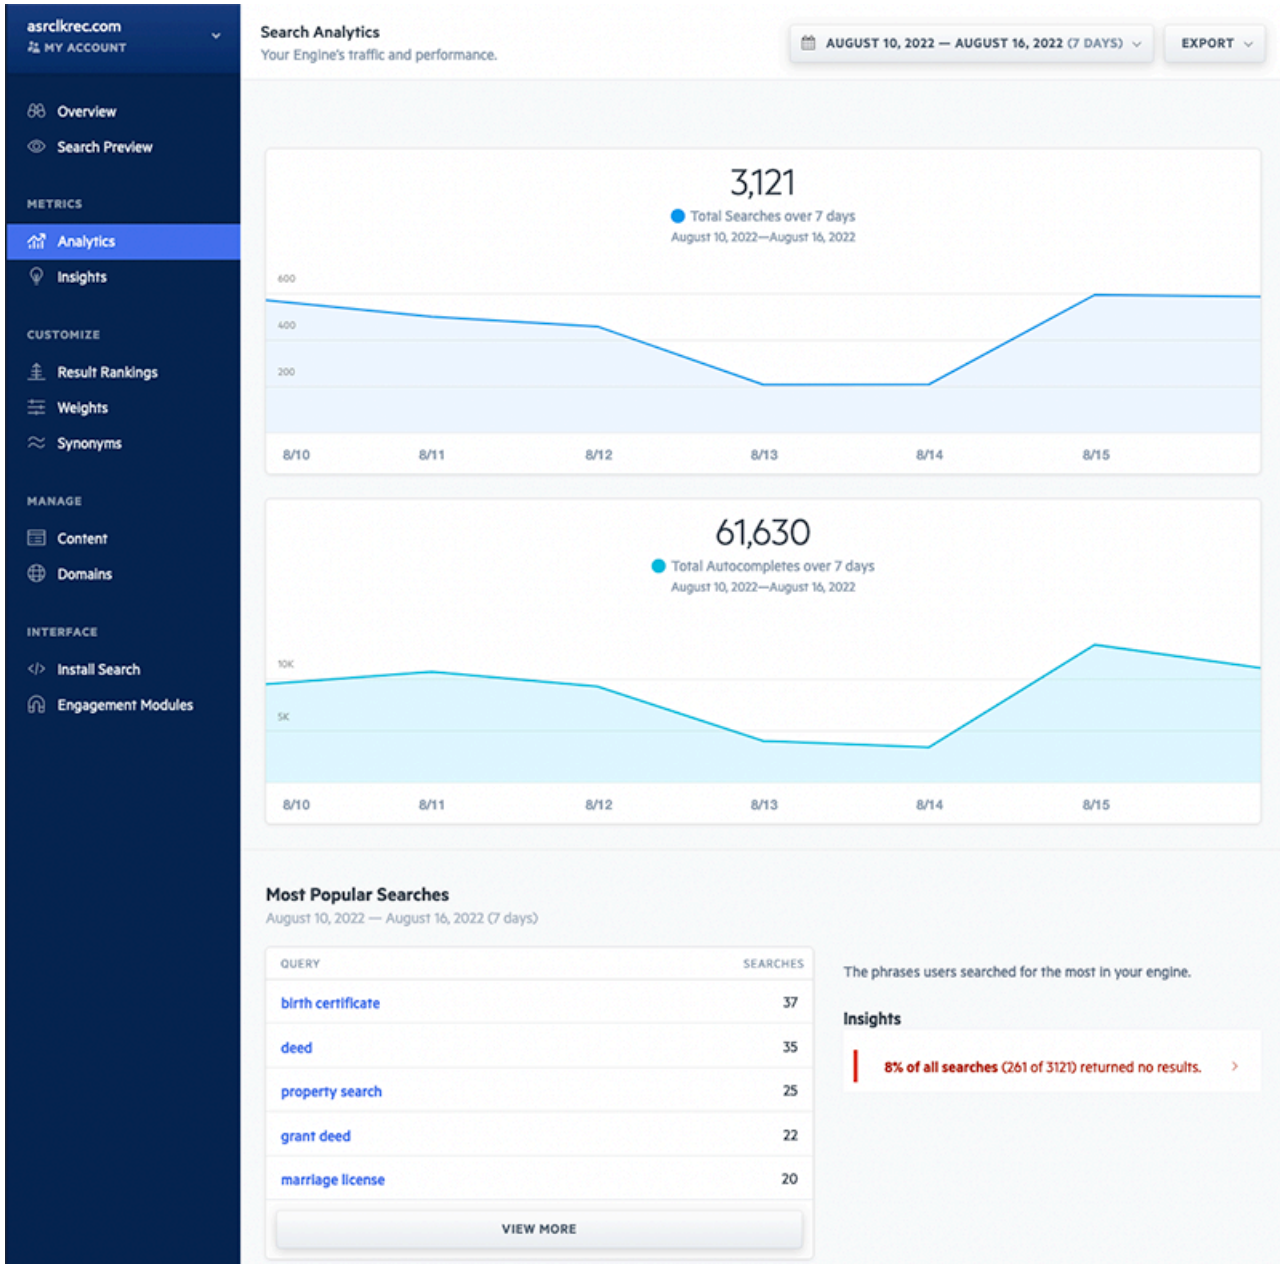 asrclkrec.com
MY ACCOUNT
Overview
Search Preview
METRICS
Analytics
Insights
CUSTOMIZE
Result Rankings
Weights
Synonyms
MANAGE
Content
Domains
INTERFACE
</> Install Search
Engagement Modules
Search Analytics
Your Engine's traffic and performance.
AUGUST 10, 2022 — AUGUST 16, 2022 (7 DAYS)
EXPORT
3,121
Total Searches over 7 days
August 10, 2022—August 16, 2022
600
400
200
8/10 8/11 8/12 8/13 8/14 8/15
61,630
Total Autocompletes over 7 days
August 10, 2022—August 16, 2022
10K
5K
8/10 8/11 8/12 8/13 8/14 8/15
Most Popular Searches
August 10, 2022 — August 16, 2022 (7 days)
QUERY SEARCHES
birth certificate 37
deed 35
property search 25
grant deed 22
marriage license 20
VIEW MORE
The phrases users searched for the most in your engine.
Insights
8% of all searches (261 of 3121) returned no results.